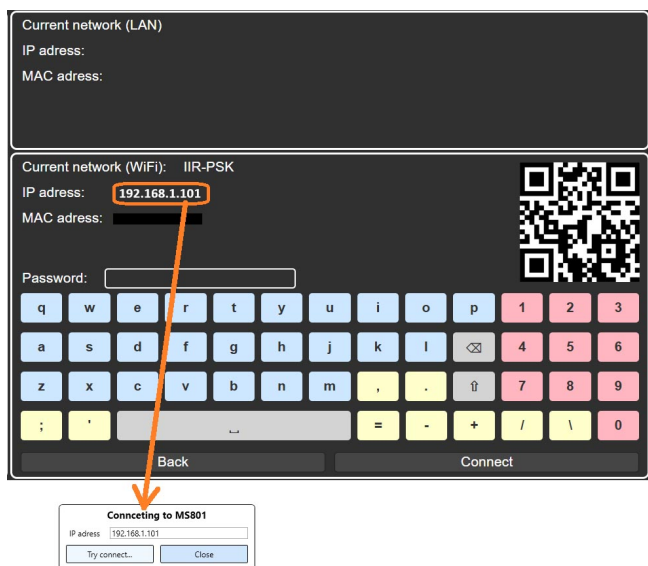 Current network (LAN)
IP adress:
MAC adress:
Current network (WiFi): IIR-PSK
IP adress: 192.168.1.101
MAC adress:
Password:
q w e r t y u i o p 1 2 3
a s d f g h j k l ⌫ 4 5 6
z x c v b n m , . ⇧ 7 8 9
; ' ⎵ = - + / \ 0
Back Connect
Connceting to MS801
IP adress 192.168.1.101
Try connect... Close